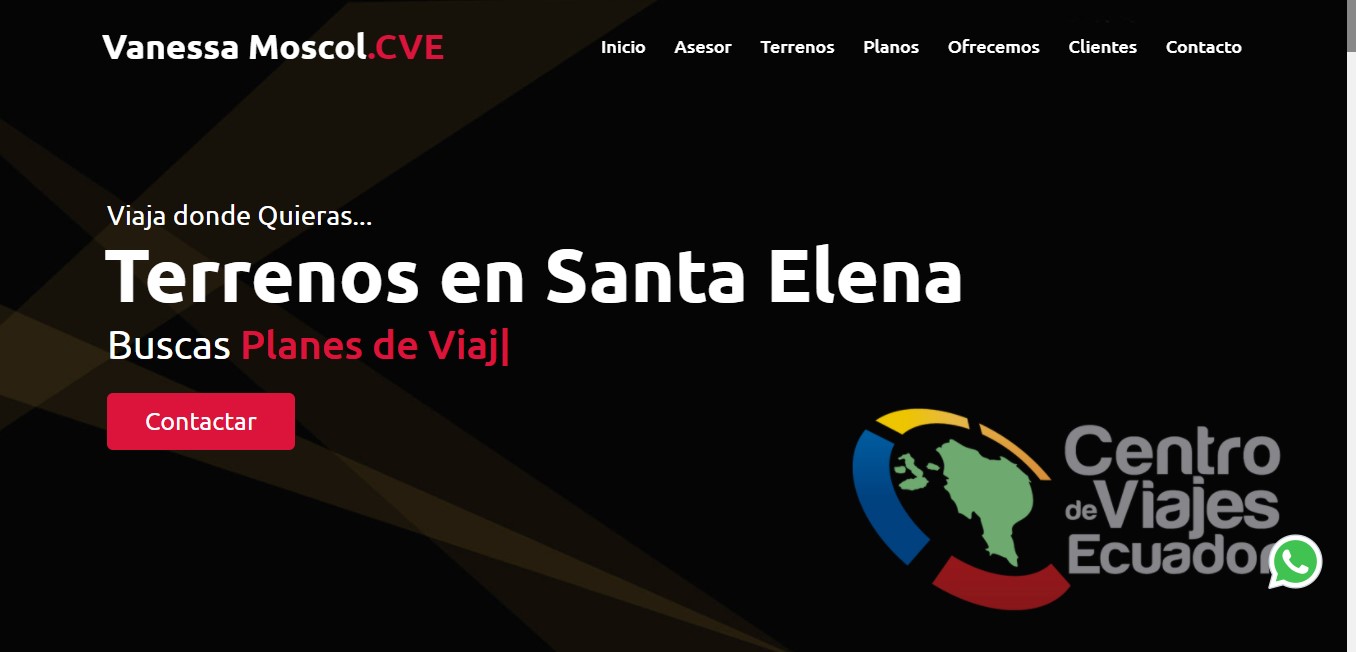 Vanessa Moscol.CVE
Inicio Asesor Terrenos Planos Ofrecemos Clientes Contacto
Viaja donde Quieras...
Terrenos en Santa Elena
Buscas Planes de Viaj|
Contactar
Centro
de Viajes
Ecuador